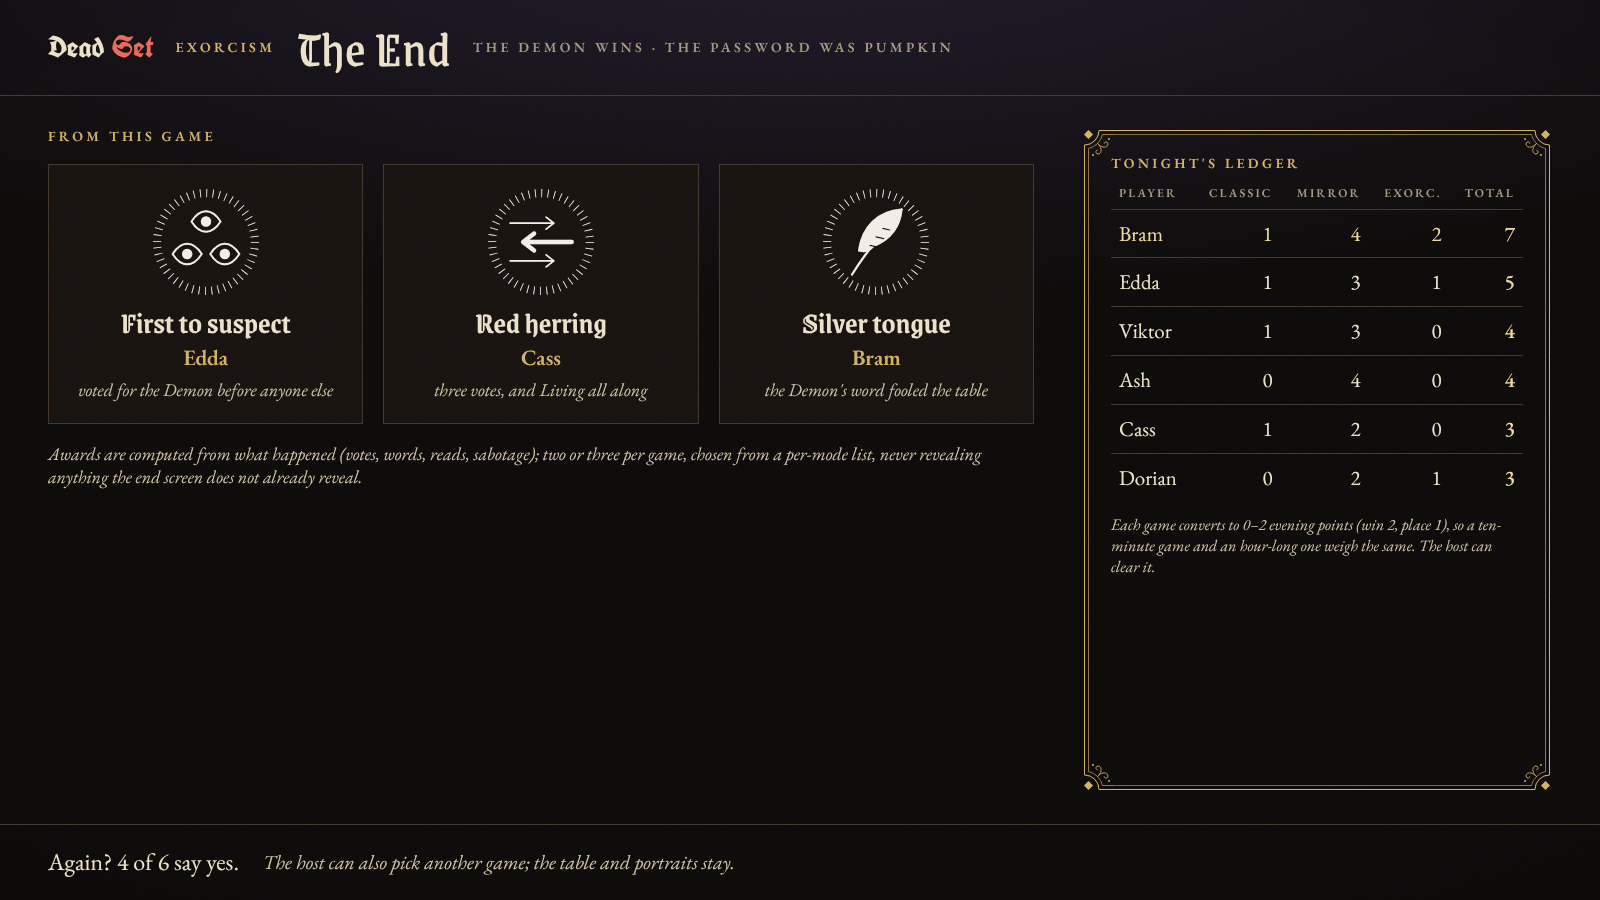 Dead Set EXORCISM The End THE DEMON WINS · THE PASSWORD WAS PUMPKIN
FROM THIS GAME
First to suspect
Edda
voted for the Demon before anyone else
Red herring
Cass
three votes, and Living all along
Silver tongue
Bram
the Demon's word fooled the table
Awards are computed from what happened (votes, words, reads, sabotage); two or three per game, chosen from a per-mode list, never revealing
anything the end screen does not already reveal.
TONIGHT'S LEDGER
PLAYER CLASSIC MIRROR EXORC. TOTAL
Bram 1 4 2 7
Edda 1 3 1 5
Viktor 1 3 0 4
Ash 0 4 0 4
Cass 1 2 0 3
Dorian 0 2 1 3
Each game converts to 0–2 evening points (win 2, place 1), so a ten-
minute game and an hour-long one weigh the same. The host can
clear it.
Again? 4 of 6 say yes. The host can also pick another game; the table and portraits stay.